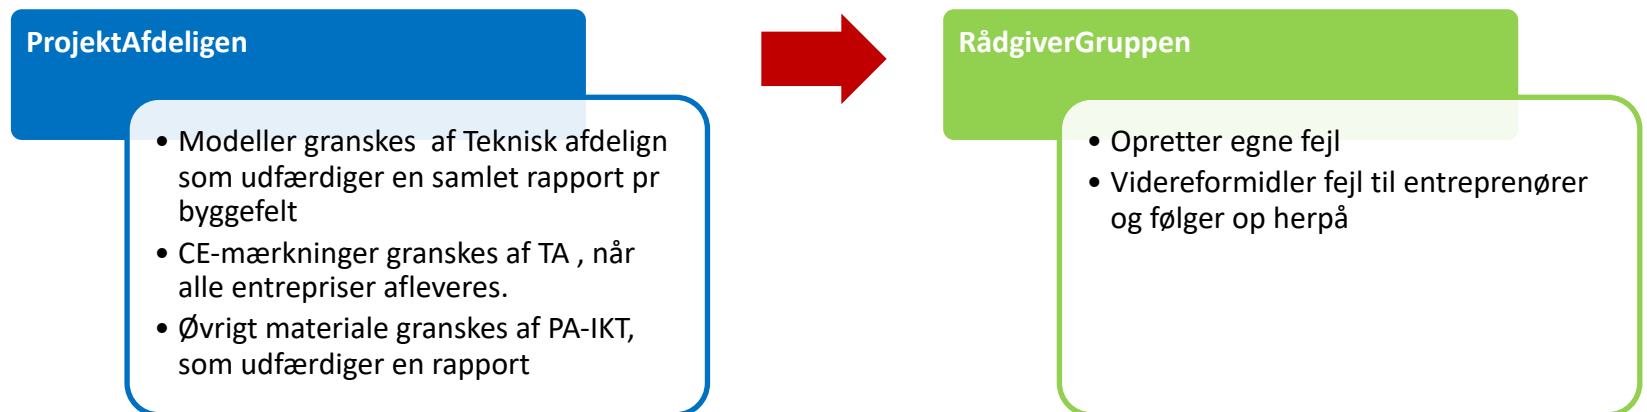 ProjektAfdeligen
• Modeller granskes  af Teknisk afdelign
som udfærdiger en samlet rapport pr
byggefelt
• CE-mærkninger granskes af TA , når
alle entrepriser afleveres.
• Øvrigt materiale granskes af PA-IKT,
som udfærdiger en rapport
RådgiverGruppen
• Opretter egne fejl
• Videreformidler fejl til entreprenører
og følger op herpå